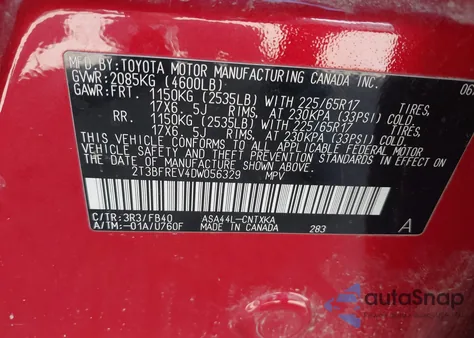 MFD. BY: TOYOTA MOTOR MANUFACTURING CANADA INC. 06
GVWR: 2085KG (4600LB)
GAWR: FRT. 1150KG (2535LB) WITH 225/65R17 TIRES,
17X6. 5J RIMS, AT 230KPA (33PSI) COLD
RR. 1150KG (2535LB) WITH 225/65R17 TIRES,
17X6. 5J RIMS, AT 230KPA (33PSI) COLD
THIS VEHICLE CONFORMS TO ALL APPLICABLE FEDERAL MOTOR
VEHICLE SAFETY AND THEFT PREVENTION STANDARDS IN EFFECT
ON THE DATE OF MANUFACTURE SHOWN ABOVE.
2T3BFREV4DW056329 MPV
C/TR: 3R3/FB40 ASA44L-CNTXKA
A/TM: -01A/U760F MADE IN CANADA 283 A
autoSnap